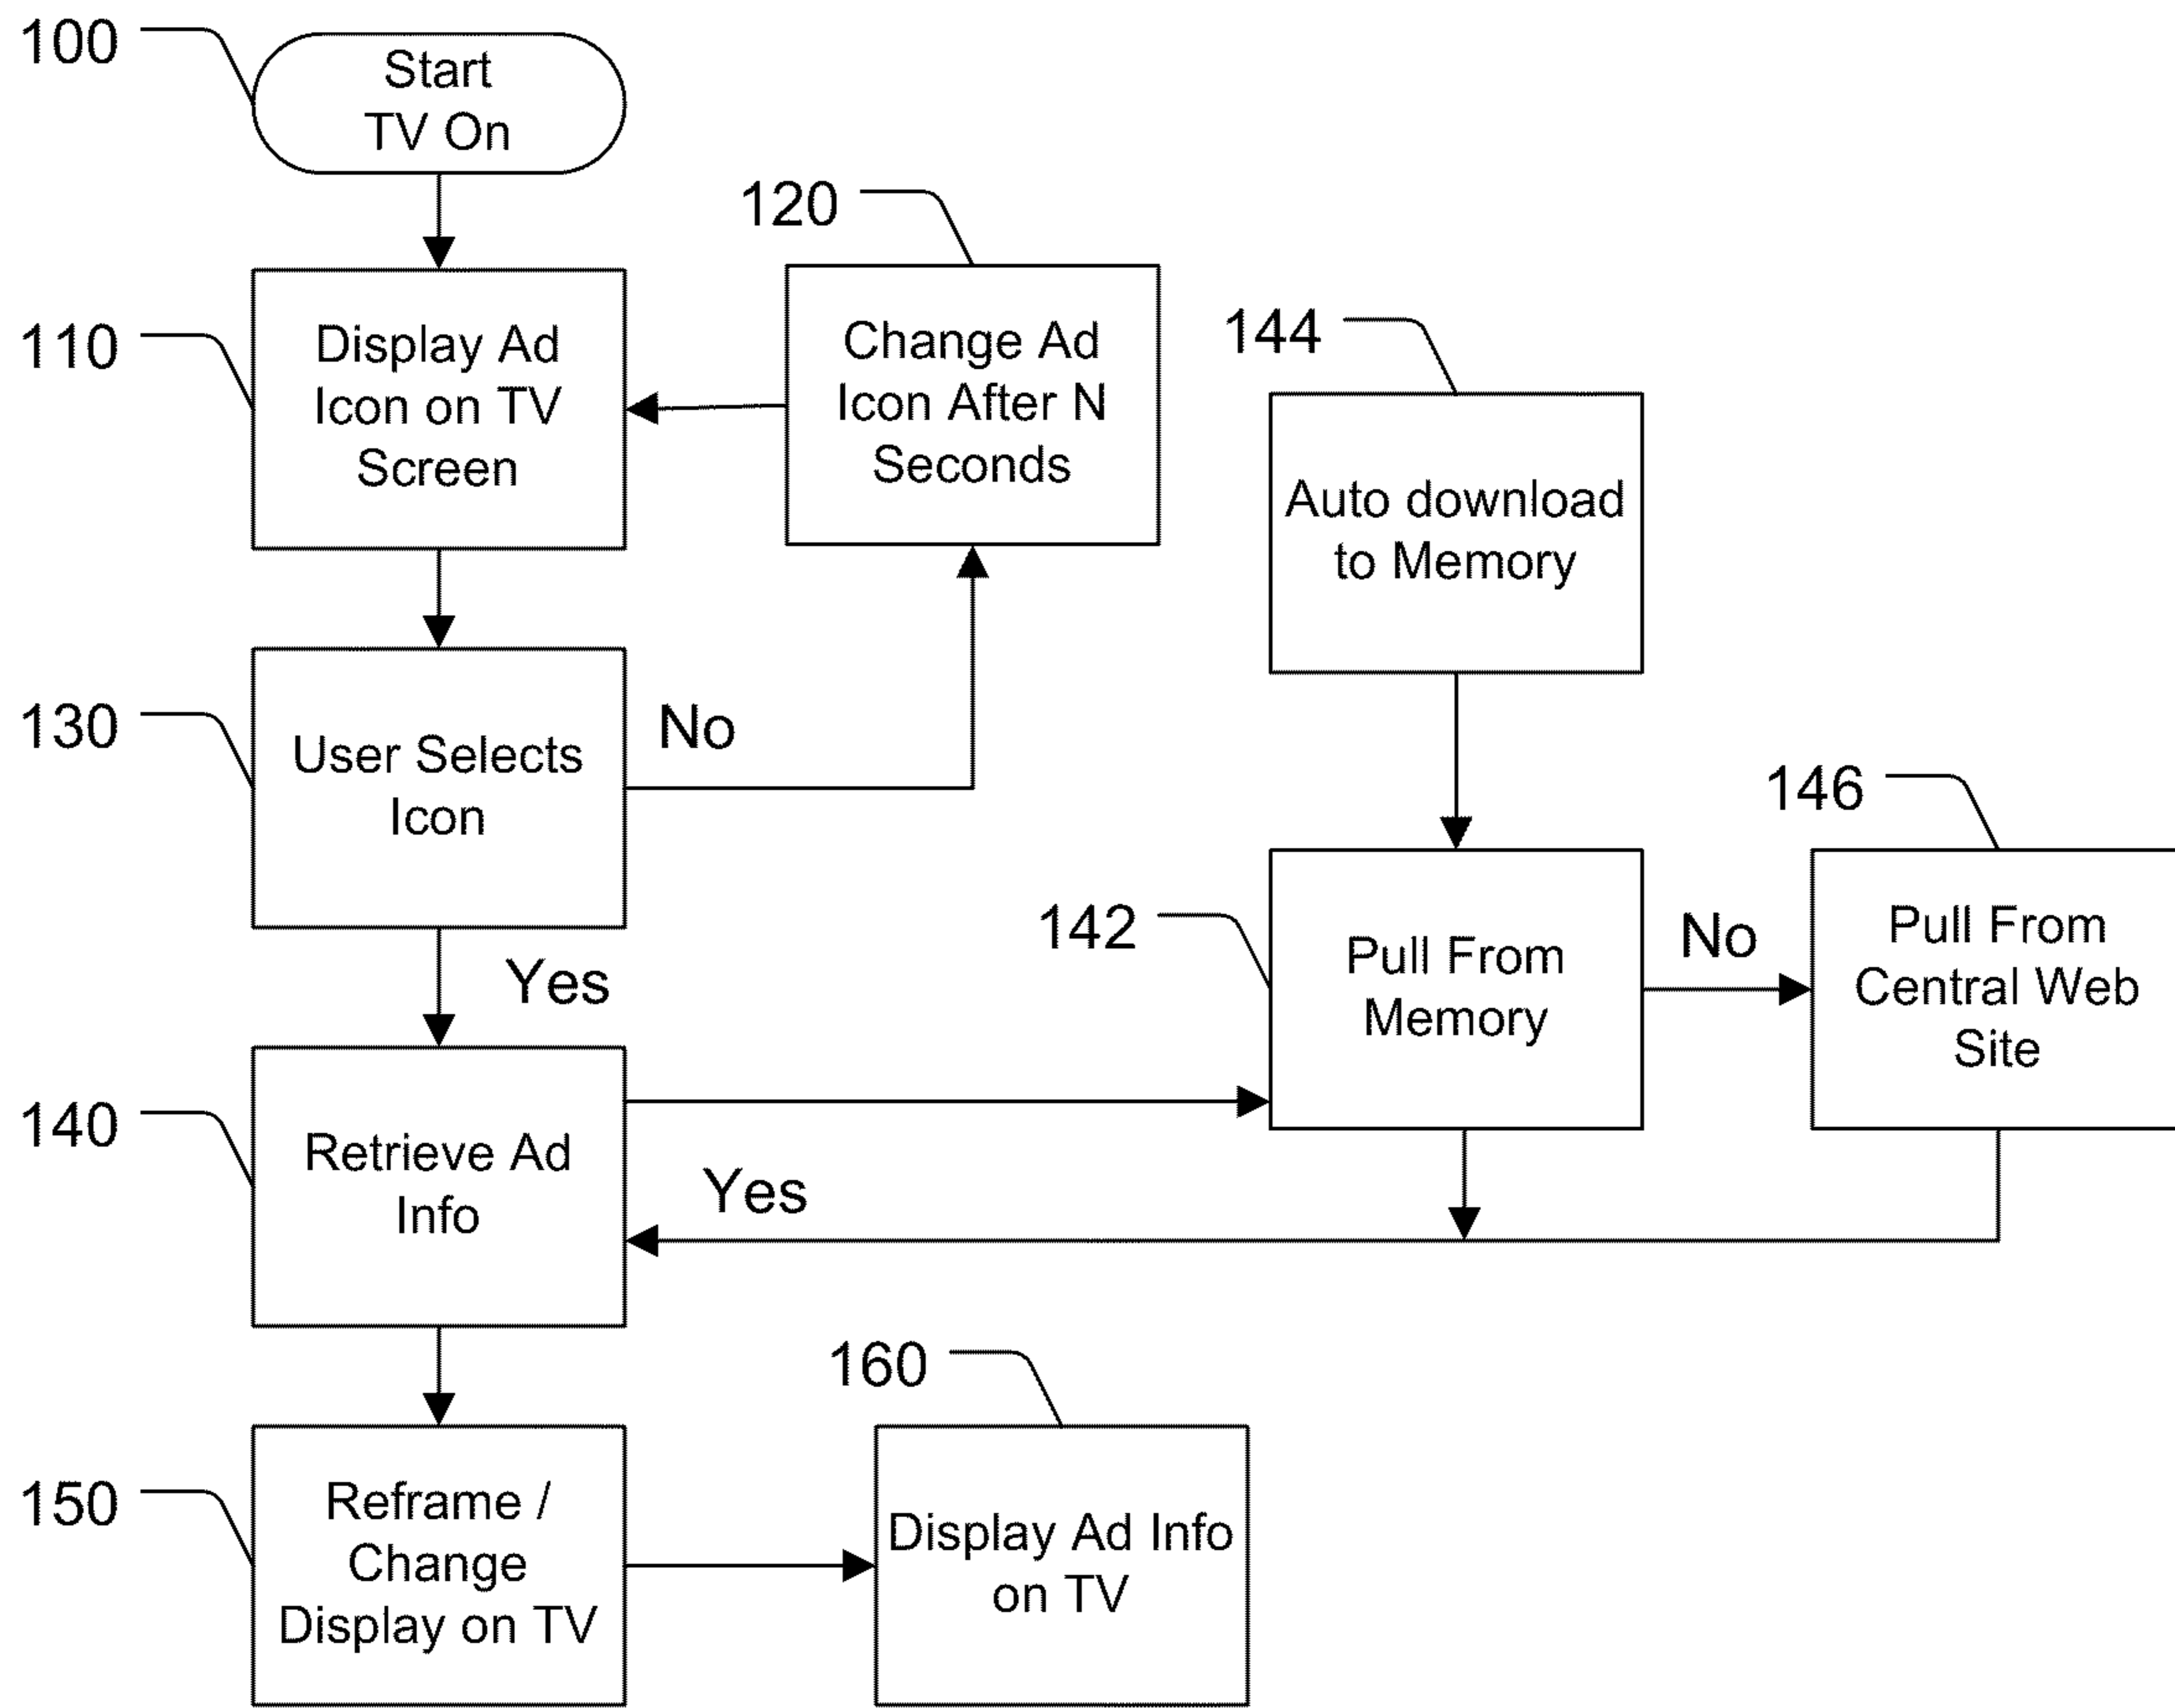 100
Start
TV On
120
110
Display Ad
Icon on TV
Screen
Change Ad
Icon After N
Seconds
144
Auto download
to Memory
130
User Selects
Icon
No
146
142
Pull From
Memory
No
Pull From
Central Web
Site
Yes
140
Retrieve Ad
Info
Yes
160
150
Reframe /
Change
Display on TV
Display Ad Info
on TV